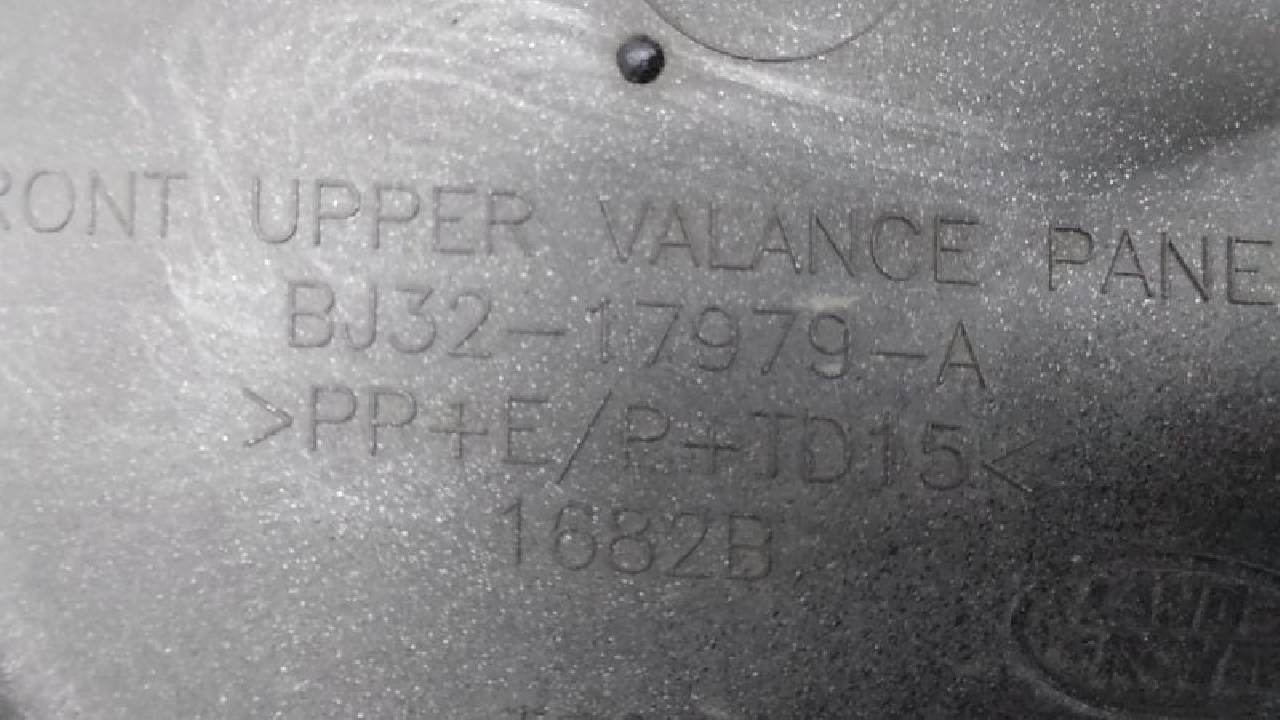 RONT UPPER VALANCE PANE
BJ32-17979-A
>PP+E/P+TD15<
1682B